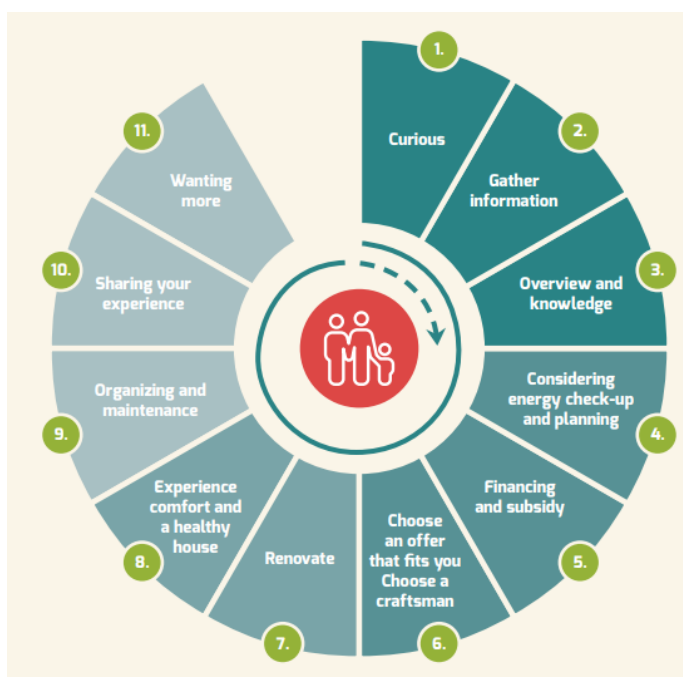 1.
Curious
2.
Gather
information
3.
Overview and
knowledge
Considering
energy check-up
and planning
4.
Financing
and subsidy
5.
Choose
an offer
that fits you
Choose a
craftsman
6.
Renovate
7.
Experience
comfort and
a healthy
house
8.
Organizing and
maintenance
9.
10.
Sharing your
experience
11.
Wanting
more